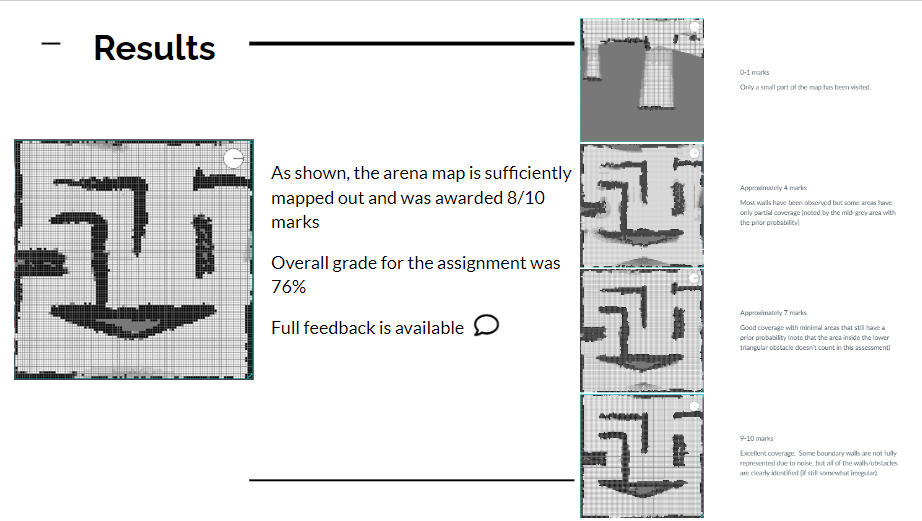 Results
As shown, the arena map is sufficiently
mapped out and was awarded 8/10
marks
Overall grade for the assignment was
76%
Full feedback is available
0-1 marks
Only a small part of the map has been visited.
Approximately 4 marks
Most walls have been observed but some areas have
only partial coverage (noted by the mid-grey area with
the prior probability)
Approximately 7 marks
Good coverage with minimal areas that still have a
prior probability (note that the area inside the lower
triangular obstacle doesn't count in this assessment)
9-10 marks
Excellent coverage. Some boundary walls are not fully
represented due to noise, but all of the walls/obstacles
are clearly identified (if still somewhat irregular).